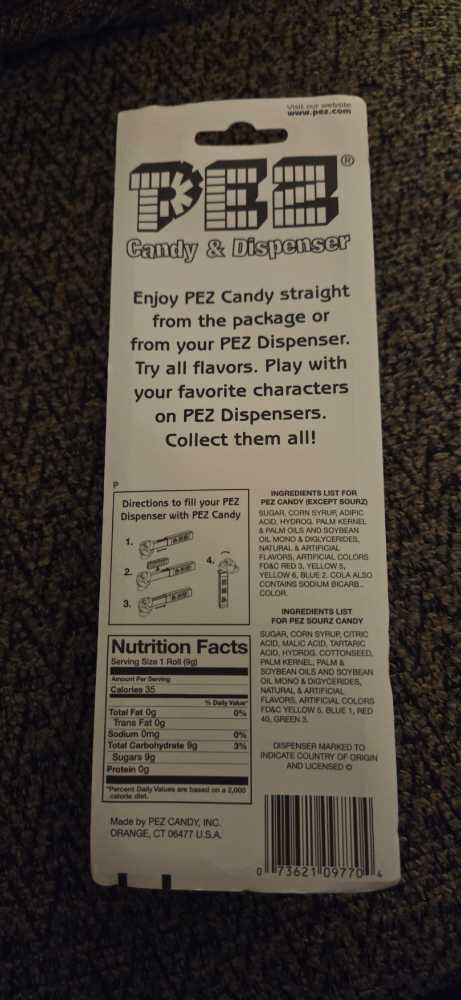 Visit our website
www.pez.com
PEZ®
Candy & Dispenser
Enjoy PEZ Candy straight
from the package or
from your PEZ Dispenser.
Try all flavors. Play with
your favorite characters
on PEZ Dispensers.
Collect them all!
P
Directions to fill your PEZ
Dispenser with PEZ Candy
1.
2.
3.
4.
INGREDIENTS LIST FOR
PEZ CANDY (EXCEPT SOURZ)
SUGAR, CORN SYRUP, ADIPIC
ACID, HYDROG. PALM KERNEL
& PALM OILS AND SOYBEAN
OIL MONO & DIGLYCERIDES,
NATURAL & ARTIFICIAL
FLAVORS, ARTIFICIAL COLORS
FD&C RED 3, YELLOW 5,
YELLOW 6, BLUE 2. COLA ALSO
CONTAINS SODIUM BICARB.,
COLOR.
INGREDIENTS LIST
FOR PEZ SOURZ CANDY
SUGAR, CORN SYRUP, CITRIC
ACID, MALIC ACID, TARTARIC
ACID, HYDROG. COTTONSEED,
PALM KERNEL, PALM &
SOYBEAN OILS AND SOYBEAN
OIL MONO & DIGYCERIDES,
NATURAL & ARTIFICIAL
FLAVORS, ARTIFICIAL COLORS
FD&C YELLOW 5, BLUE 1, RED
40, GREEN 3.
DISPENSER MARKED TO
INDICATE COUNTRY OF ORIGIN
AND LICENSED ©
Nutrition Facts
Serving Size 1 Roll (9g)
Amount Per Serving
Calories 35
% Daily Value*
Total Fat 0g 0%
Trans Fat 0g
Sodium 0mg 0%
Total Carbohydrate 9g 3%
Sugars 9g
Protein 0g
*Percent Daily Values are based on a 2,000
calorie diet.
Made by PEZ CANDY, INC.
ORANGE, CT 06477 U.S.A.
0 73621 09770 4